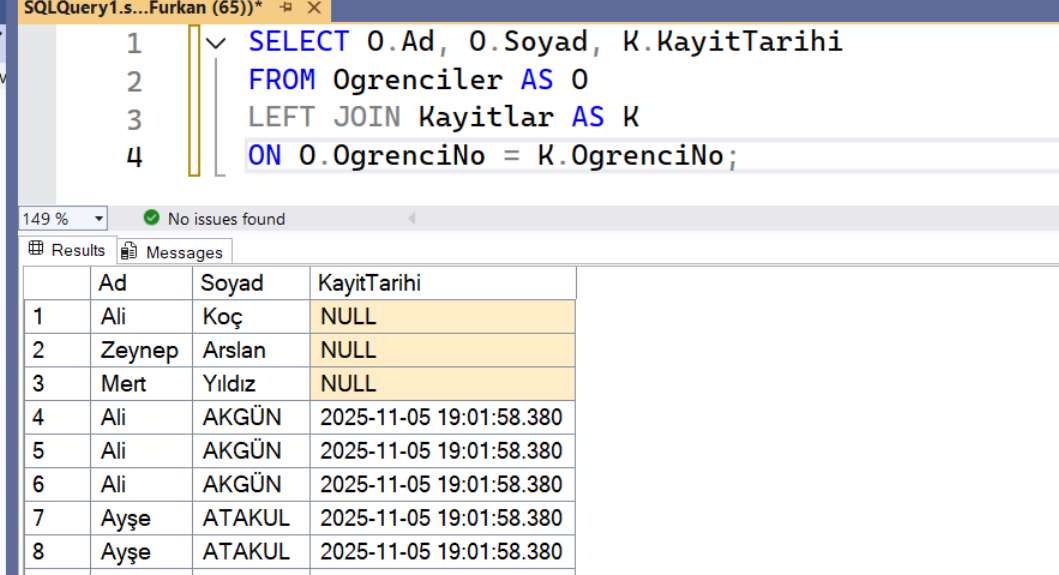 SQLQuery1.s...Furkan (65))*
1 SELECT O.Ad, O.Soyad, K.KayitTarihi
2 FROM Ogrenciler AS O
3 LEFT JOIN Kayitlar AS K
4 ON O.OgrenciNo = K.OgrenciNo;
149 % No issues found
Results Messages
Ad Soyad KayitTarihi
1 Ali Koç NULL
2 Zeynep Arslan NULL
3 Mert Yıldız NULL
4 Ali AKGÜN 2025-11-05 19:01:58.380
5 Ali AKGÜN 2025-11-05 19:01:58.380
6 Ali AKGÜN 2025-11-05 19:01:58.380
7 Ayşe ATAKUL 2025-11-05 19:01:58.380
8 Ayşe ATAKUL 2025-11-05 19:01:58.380